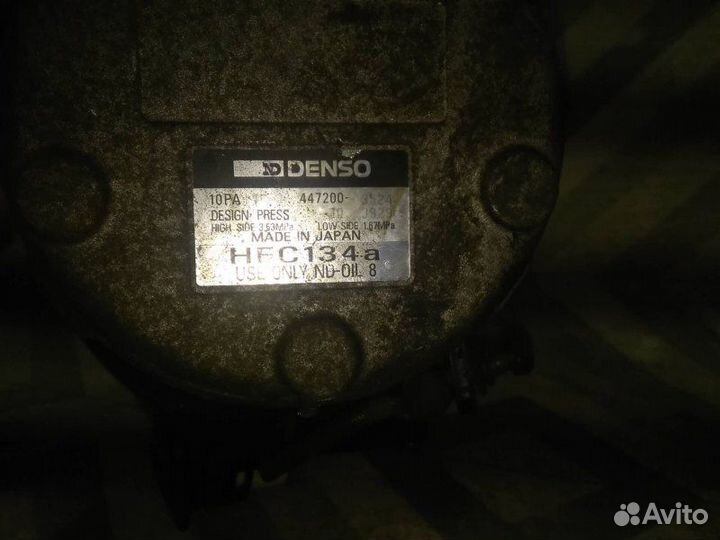 ND DENSO
10PA 447200-
DESIGN PRESS
HIGH SIDE 3.53MPa LOW SIDE 1.67MPa
MADE IN JAPAN
HFC134a
USE ONLY ND-OIL 8
Avito